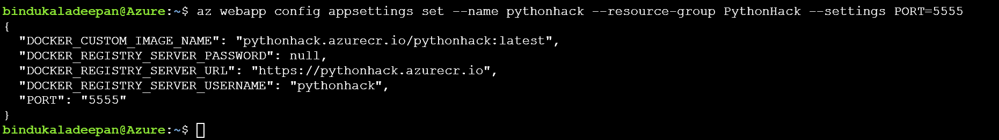 bindukaladeepan@Azure:~$ az webapp config appsettings set --name pythonhack --resource-group PythonHack --settings PORT=5555
{
  "DOCKER_CUSTOM_IMAGE_NAME": "pythonhack.azurecr.io/pythonhack:latest",
  "DOCKER_REGISTRY_SERVER_PASSWORD": null,
  "DOCKER_REGISTRY_SERVER_URL": "https://pythonhack.azurecr.io",
  "DOCKER_REGISTRY_SERVER_USERNAME": "pythonhack",
  "PORT": "5555"
}
bindukaladeepan@Azure:~$